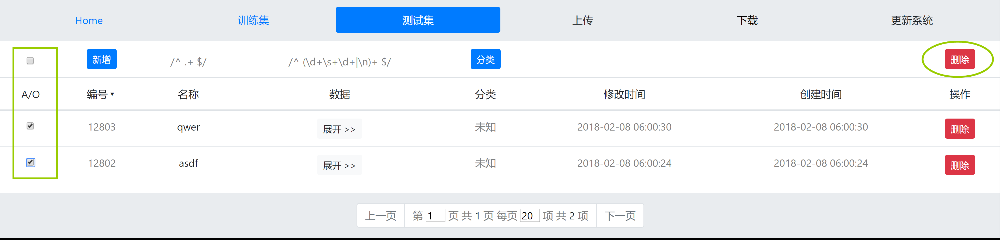 Home 训练集 测试集 上传 下载 更新系统
新增 /^ .+ $/ /^ (\d+\s+\d+|\n)+ $/ 分类 删除
A/O 编号▼ 名称 数据 分类 修改时间 创建时间 操作
12803 qwer 展开 >> 未知 2018-02-08 06:00:30 2018-02-08 06:00:30 删除
12802 asdf 展开 >> 未知 2018-02-08 06:00:24 2018-02-08 06:00:24 删除
上一页 第 1 页 共 1 页 每页 20 项 共 2 项 下一页